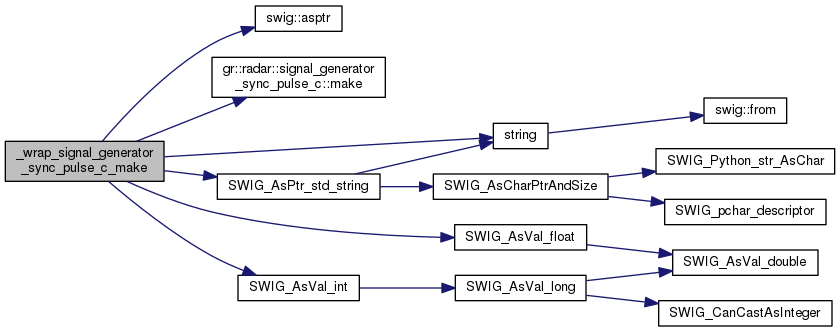 swig::asptr
gr::radar::signal_generator
_sync_pulse_c::make
_wrap_signal_generator
_sync_pulse_c_make
string
swig::from
SWIG_AsPtr_std_string
SWIG_AsCharPtrAndSize
SWIG_Python_str_AsChar
SWIG_pchar_descriptor
SWIG_AsVal_float
SWIG_AsVal_double
SWIG_AsVal_int
SWIG_AsVal_long
SWIG_CanCastAsInteger